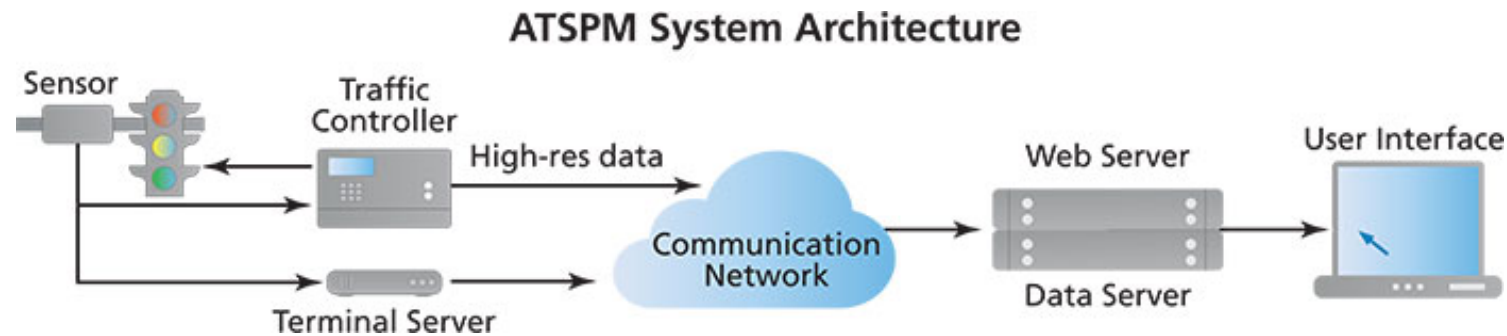 ATSPM System Architecture
Sensor
Traffic
Controller
High-res data
Terminal Server
Communication
Network
Web Server
Data Server
User Interface